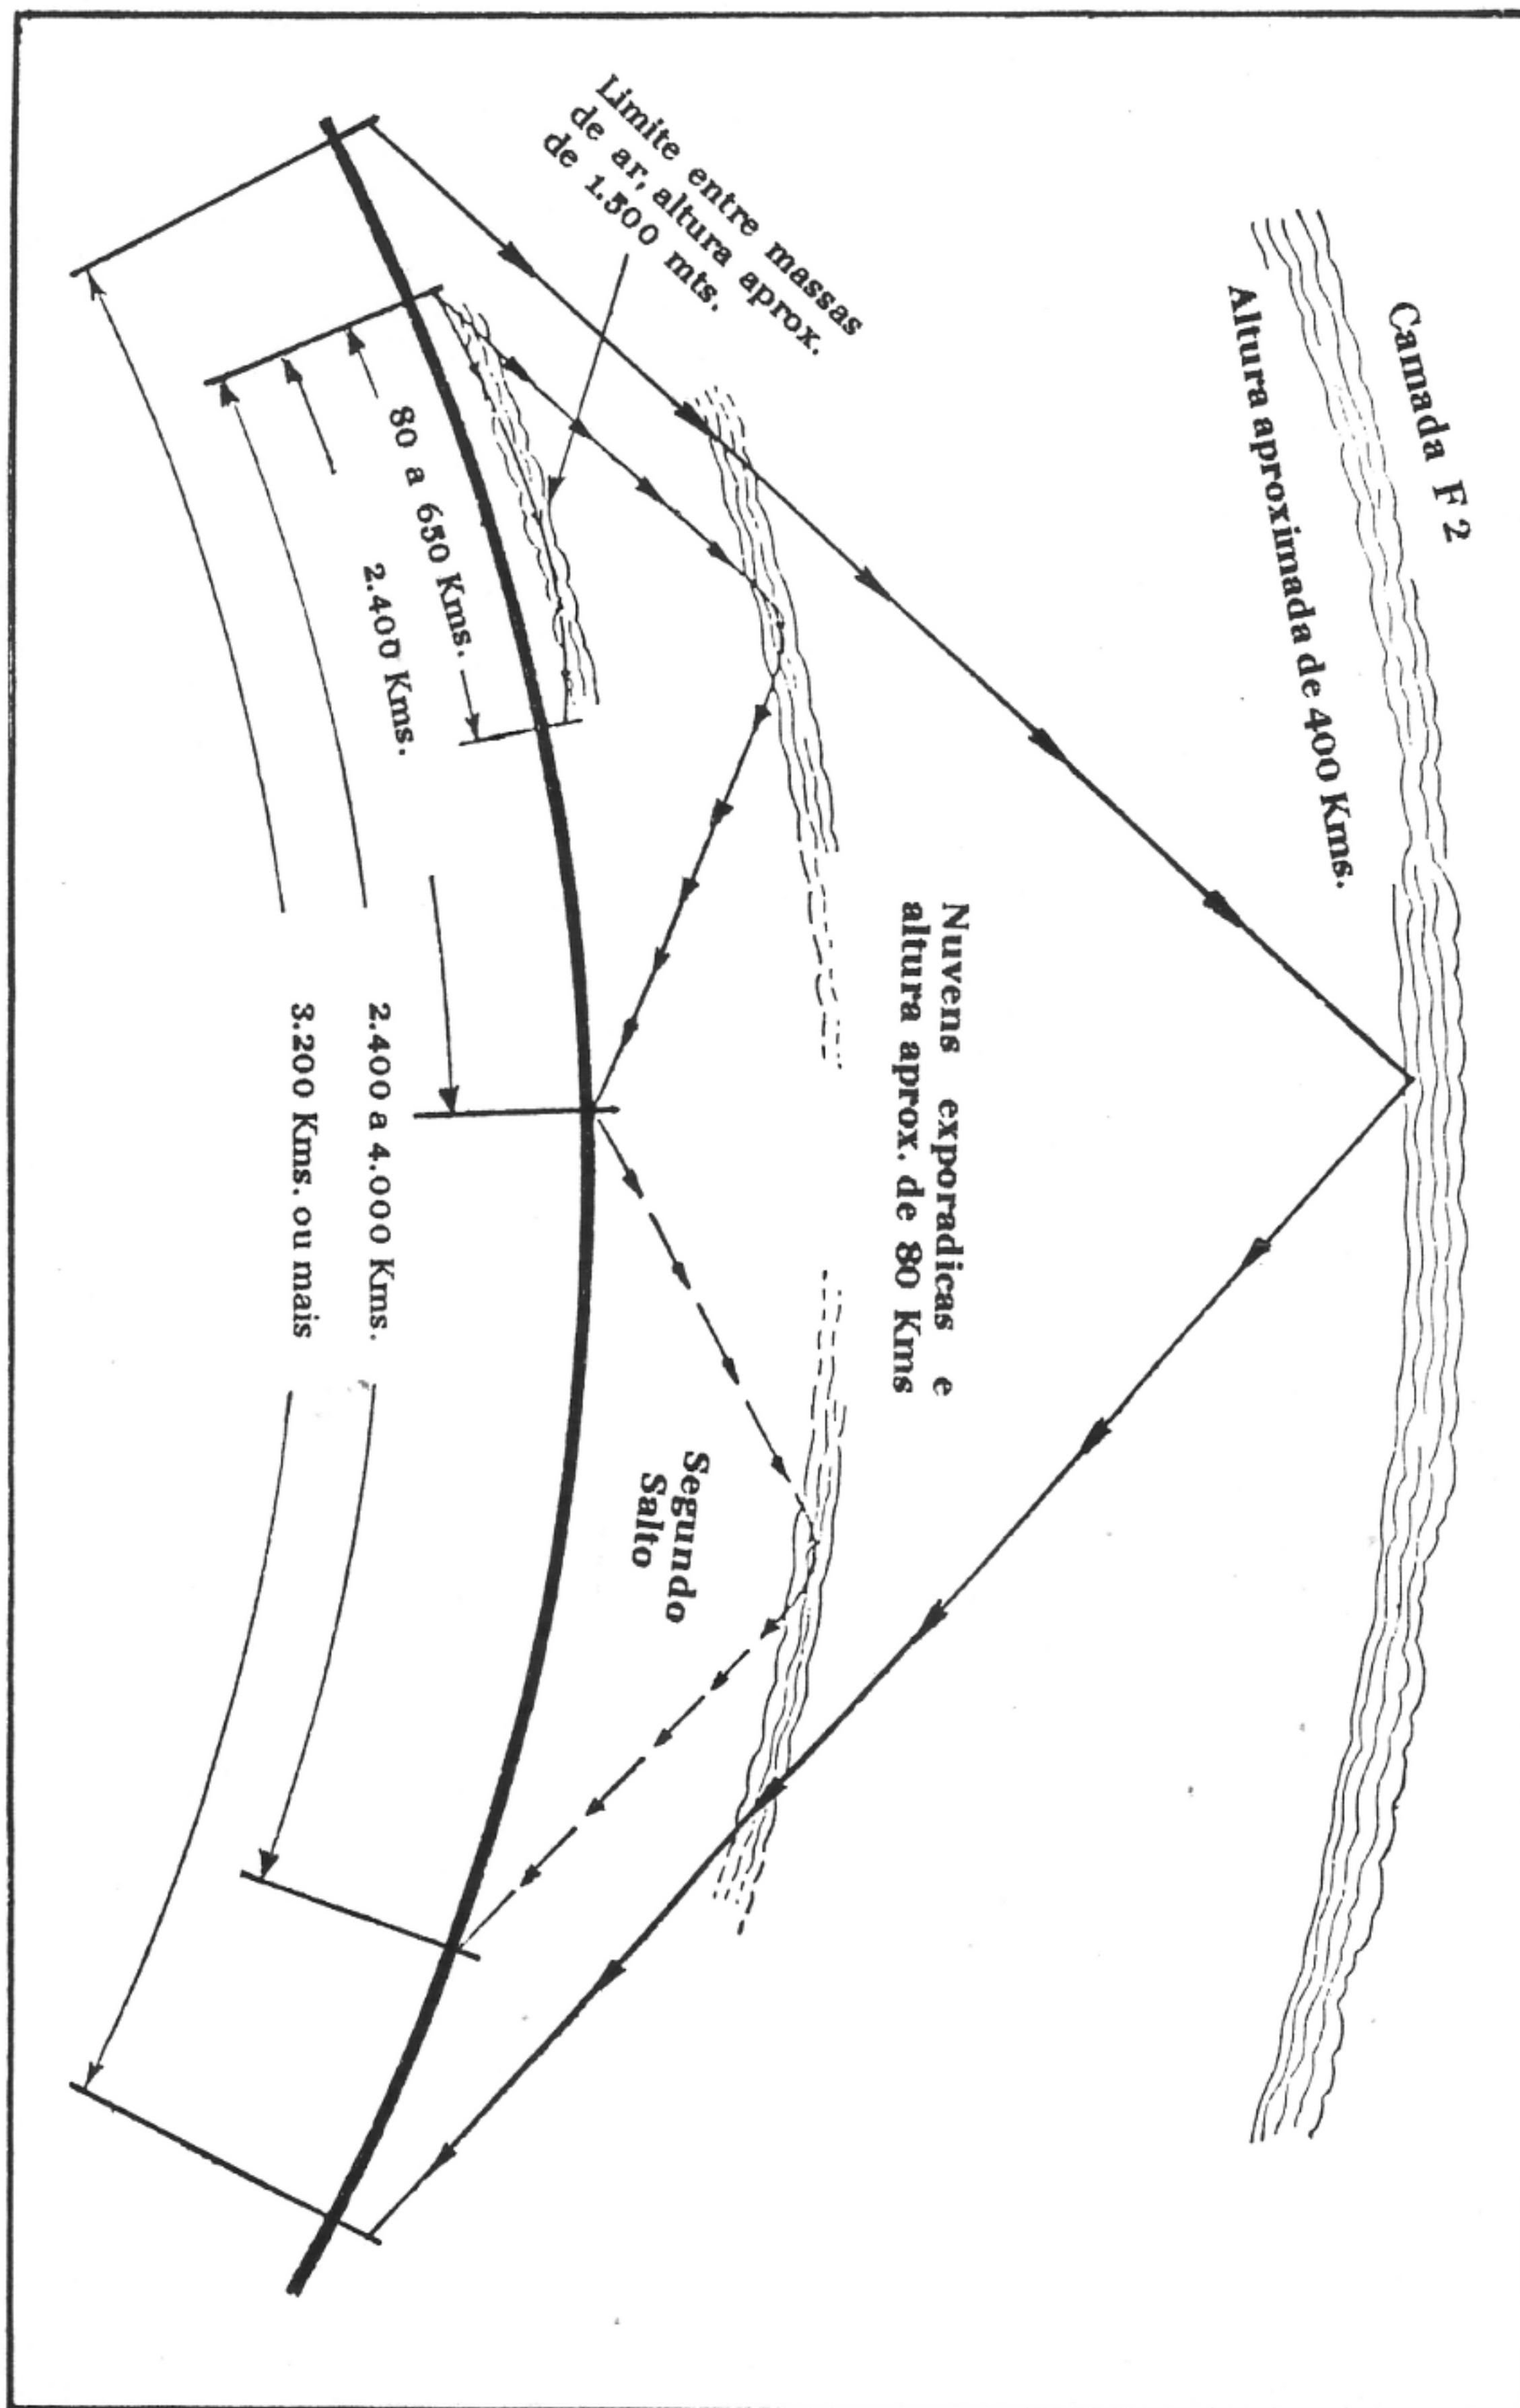 Camada F 2
Altura aproximada de 400 Kms.
Limite entre massas
de ar, altura aprox.
de 1.500 mts.
Nuvens exporadicas e
altura aprox. de 80 Kms
Segundo
Salto
80 a 650 Kms.
2.400 Kms.
2.400 a 4.000 Kms.
3.200 Kms. ou mais